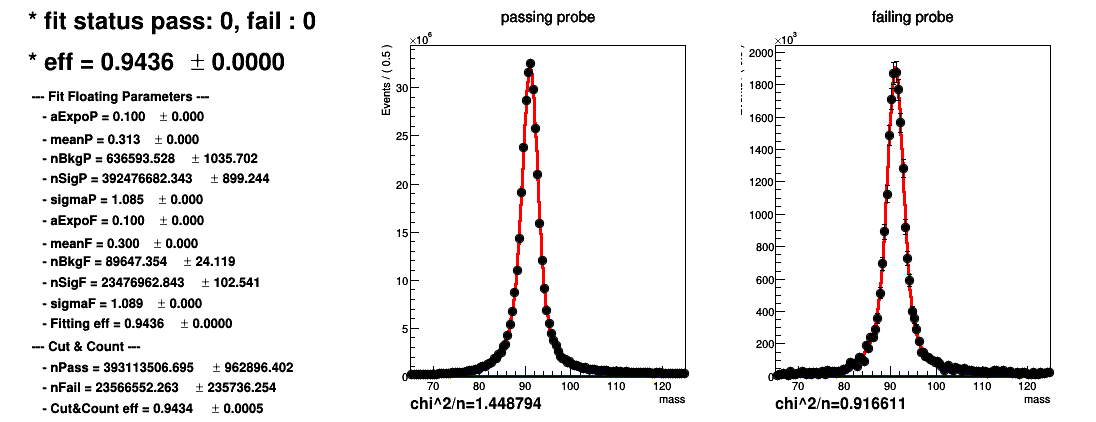 * fit status pass: 0, fail : 0
* eff = 0.9436 ± 0.0000
--- Fit Floating Parameters ---
- aExpoP = 0.100 ± 0.000
- meanP = 0.313 ± 0.000
- nBkgP = 636593.528 ± 1035.702
- nSigP = 392476682.343 ± 899.244
- sigmaP = 1.085 ± 0.000
- aExpoF = 0.100 ± 0.000
- meanF = 0.300 ± 0.000
- nBkgF = 89647.354 ± 24.119
- nSigF = 23476962.843 ± 102.541
- sigmaF = 1.089 ± 0.000
- Fitting eff = 0.9436 ± 0.0000
--- Cut & Count ---
- nPass = 393113506.695 ± 962896.402
- nFail = 23566552.263 ± 235736.254
- Cut&Count eff = 0.9434 ± 0.0005
passing probe
×10⁶
Events / ( 0.5 )
30
25
20
15
10
5
0
70 80 90 100 110 120
mass
chi^2/n=1.448794
failing probe
×10³
2000
1800
1600
1400
1200
1000
800
600
400
200
0
70 80 90 100 110 120
mass
chi^2/n=0.916611